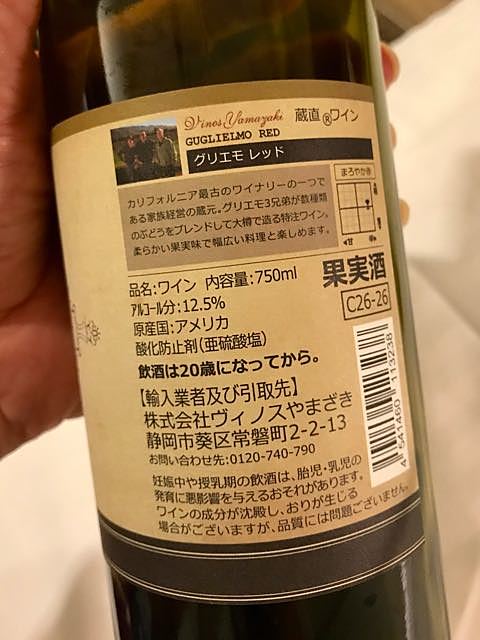 Vinos Yamazaki 蔵直®ワイン
GUGLIELMO RED
グリエモ レッド
カリフォルニア最古のワイナリーの一つで
ある家族経営の蔵元。グリエモ3兄弟が数種類
のぶどうをブレンドして大樽で造る特注ワイン。
柔らかい果実味で幅広い料理と楽しめます。
まろやか赤
甘
品名:ワイン 内容量:750ml
果実酒
アルコール分:12.5%
C26-26
原産国:アメリカ
酸化防止剤(亜硫酸塩)
飲酒は20歳になってから。
【輸入業者及び引取先】
株式会社ヴィノスやまざき
静岡市葵区常磐町2-2-13
お問い合わせ先:0120-740-790
妊娠中や授乳期の飲酒は、胎児・乳児の
発育に悪影響を与えるおそれがあります。
ワインの成分が沈殿し、おりが生じる
場合がございますが、品質には問題ございません。
4 541460 113238